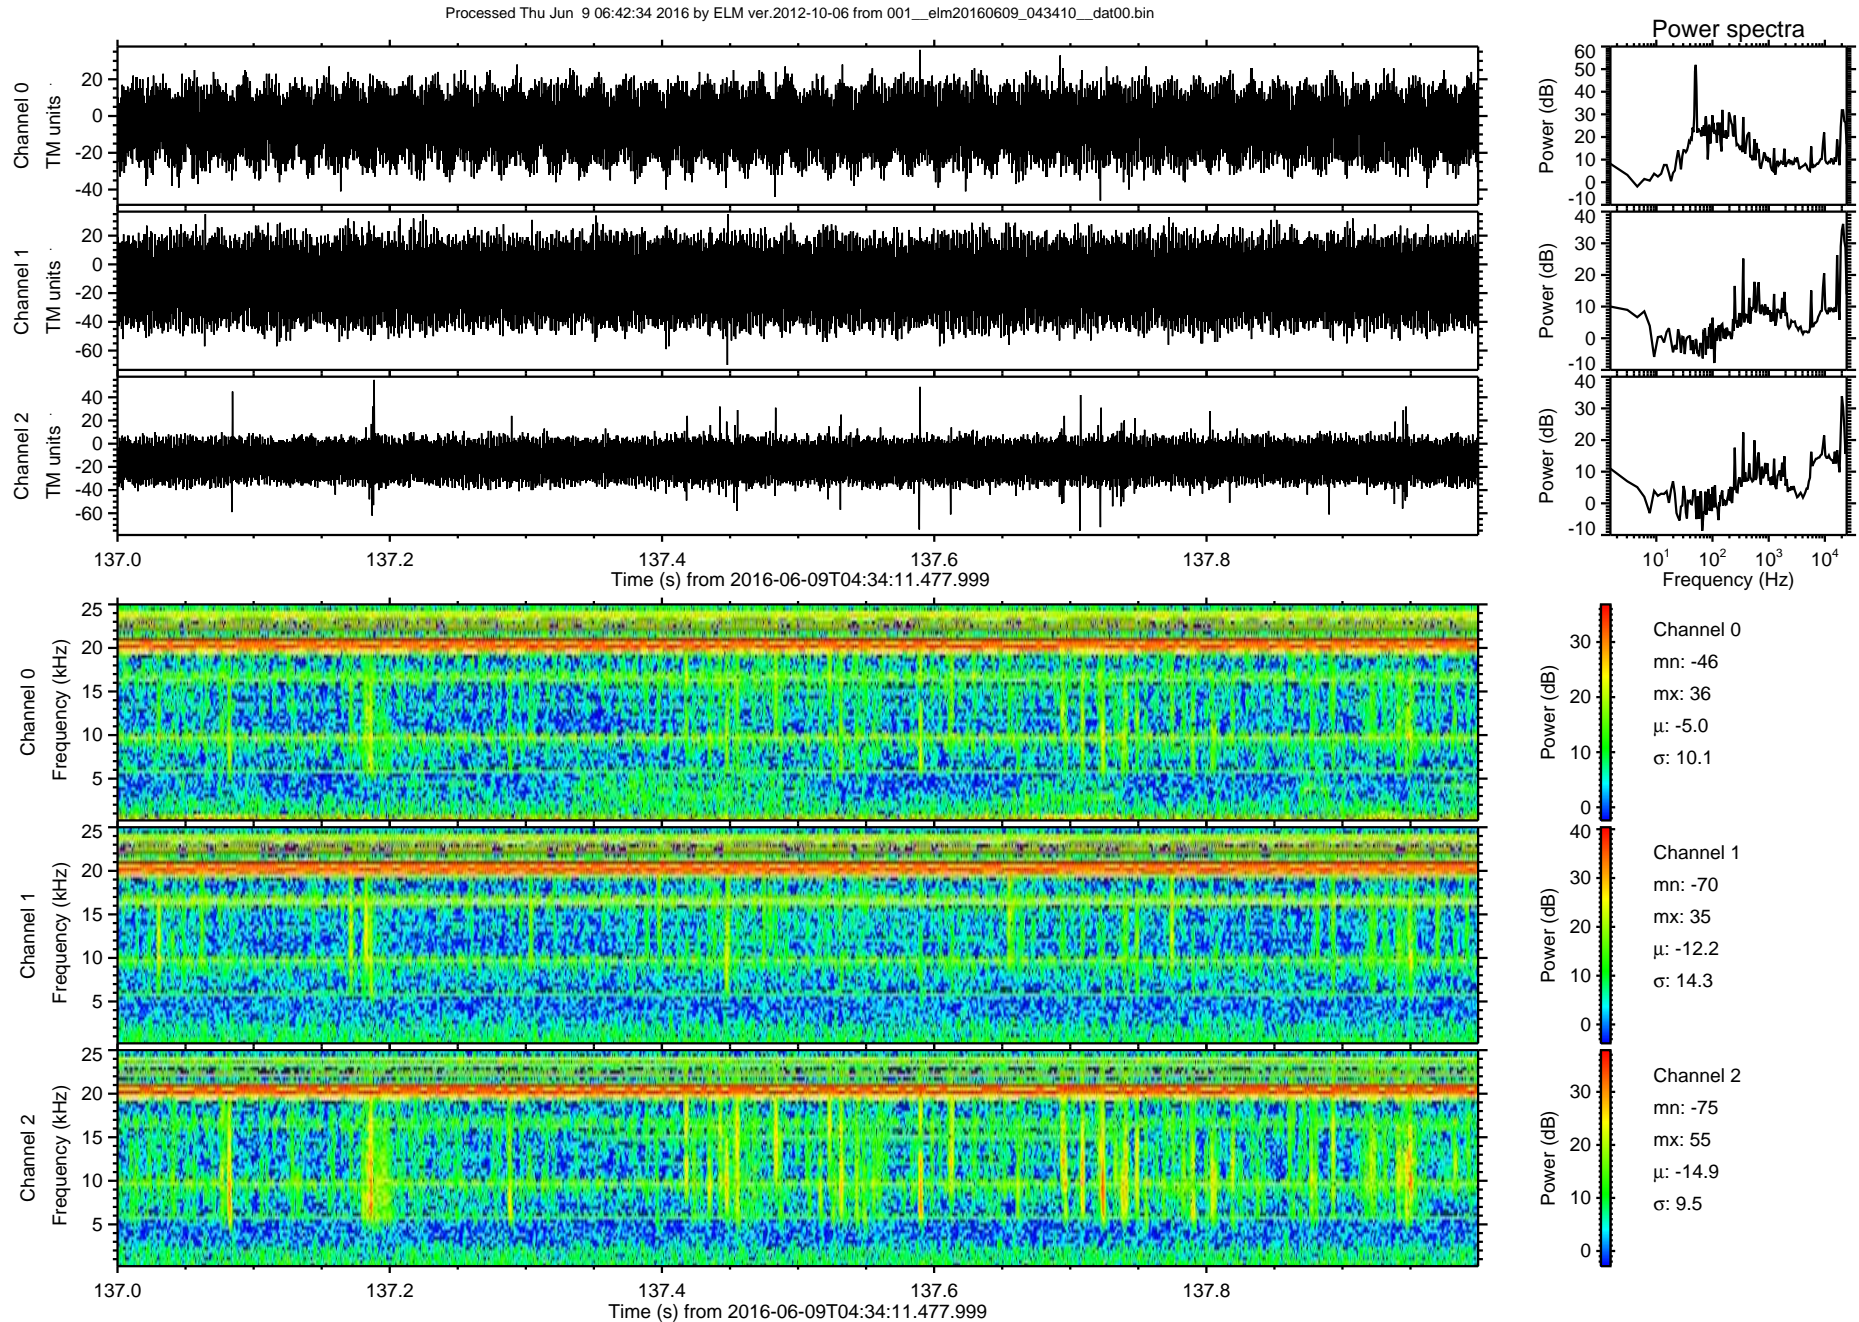 Processed Thu Jun  9 06:42:34 2016 by ELM ver.2012-10-06 from 001__elm20160609_043410__dat00.bin
Power spectra
Channel 0
TM units
20
0
-20
-40
Power (dB)
60
50
40
30
20
10
0
-10
Channel 1
TM units
20
0
-20
-40
-60
Power (dB)
40
30
20
10
0
-10
Channel 2
TM units
40
20
0
-20
-40
-60
Power (dB)
40
30
20
10
0
-10
137.0
137.2
137.4
137.6
137.8
Time (s) from 2016-06-09T04:34:11.477.999
10¹
10²
10³
10⁴
Frequency (Hz)
Channel 0
Frequency (kHz)
25
20
15
10
5
Power (dB)
30
20
10
0
Channel 0
mn: -46
mx: 36
μ: -5.0
σ: 10.1
Channel 1
Frequency (kHz)
25
20
15
10
5
Power (dB)
40
30
20
10
0
Channel 1
mn: -70
mx: 35
μ: -12.2
σ: 14.3
Channel 2
Frequency (kHz)
25
20
15
10
5
Power (dB)
30
20
10
0
Channel 2
mn: -75
mx: 55
μ: -14.9
σ: 9.5
137.0
137.2
137.4
137.6
137.8
Time (s) from 2016-06-09T04:34:11.477.999